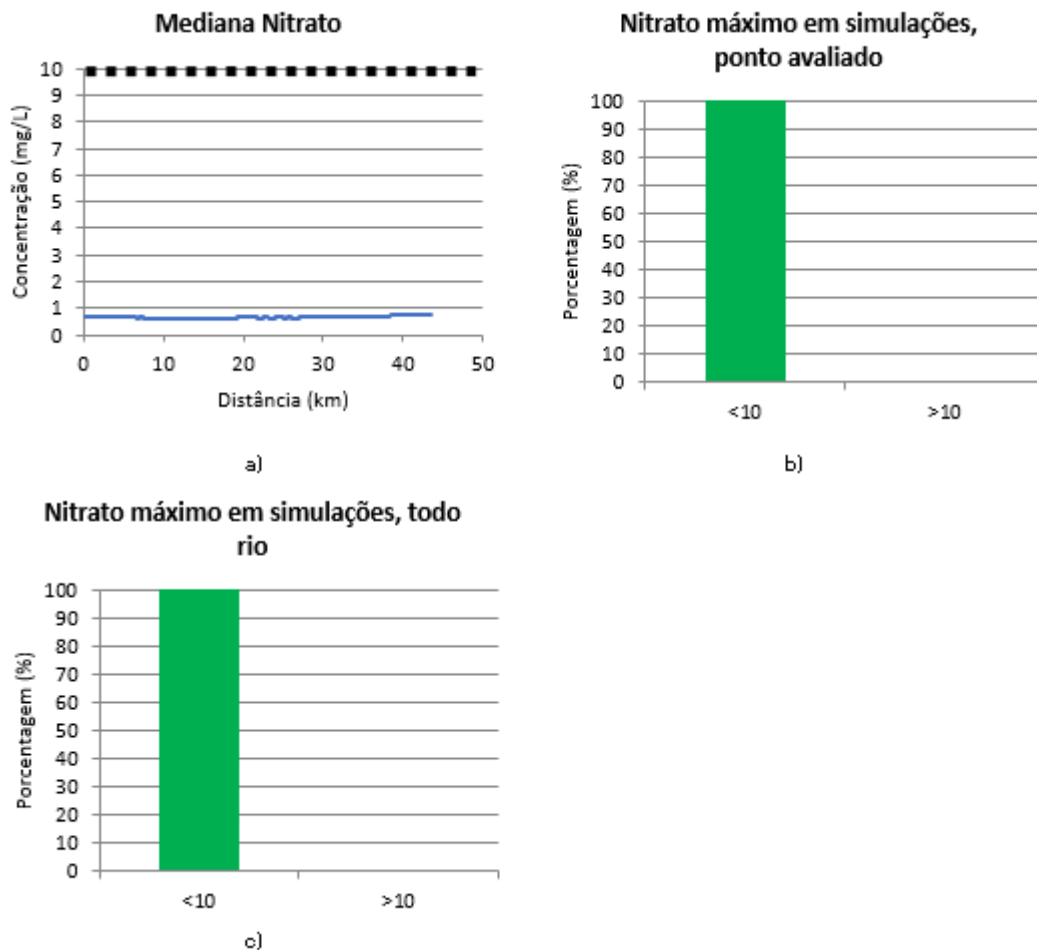 Mediana Nitrato
10
9
8
7
6
5
4
3
2
1
0
Concentração (mg/L)
0 10 20 30 40 50
Distância (km)
a)
Nitrato máximo em simulações,
ponto avaliado
100
90
80
70
60
50
40
30
20
10
0
Porcentagem (%)
<10 >10
b)
Nitrato máximo em simulações, todo
rio
100
90
80
70
60
50
40
30
20
10
0
Porcentagem (%)
<10 >10
c)